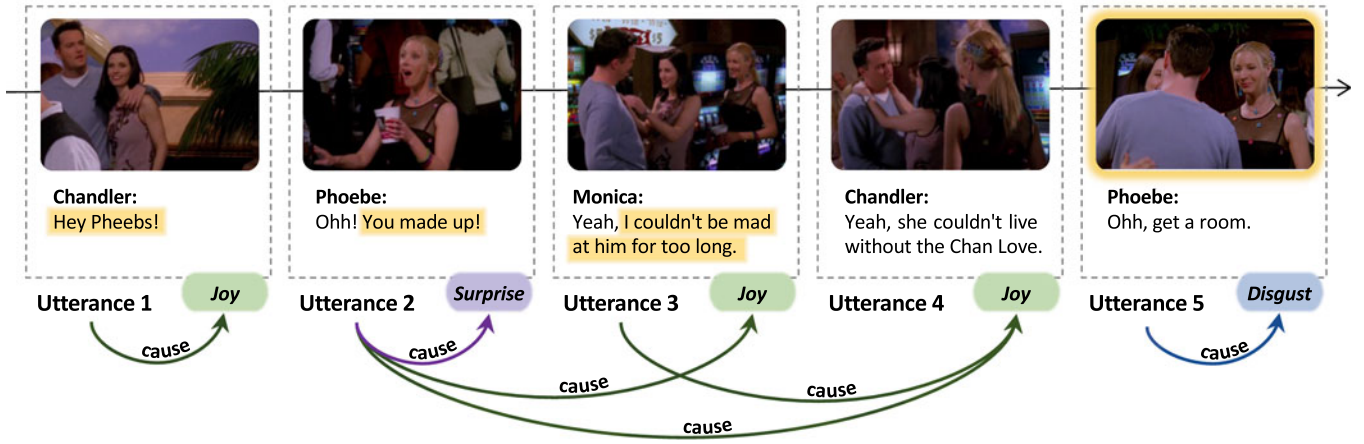 $5
Chandler:
Hey Pheebs!
Phoebe:
Ohh! You made up!
Monica:
Yeah, I couldn't be mad
at him for too long.
Chandler:
Yeah, she couldn't live
without the Chan Love.
Phoebe:
Ohh, get a room.
Utterance 1
Joy
Utterance 2
Surprise
Utterance 3
Joy
Utterance 4
Joy
Utterance 5
Disgust
cause
cause
cause
cause
cause
cause